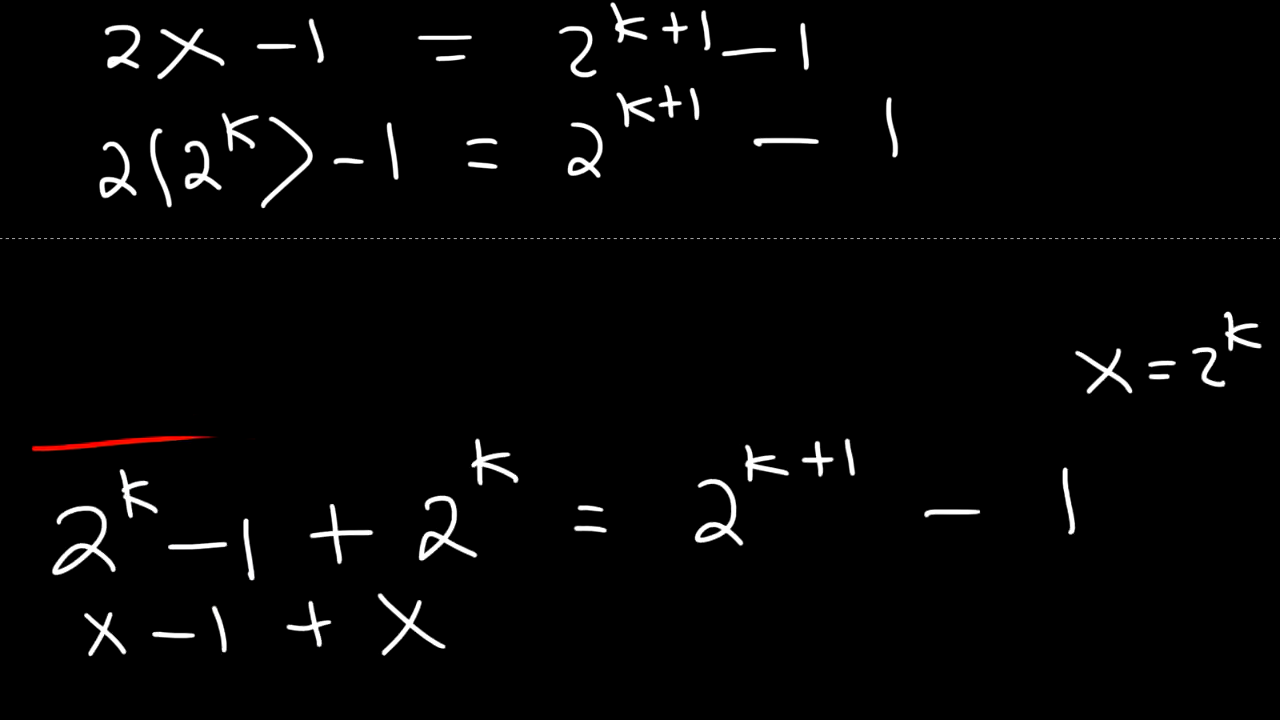 2x - 1 = 2^{k+1} - 1
2(2^k) - 1 = 2^{k+1} - 1
x = 2^k
2^k - 1 + 2^k = 2^{k+1} - 1
x - 1 + x